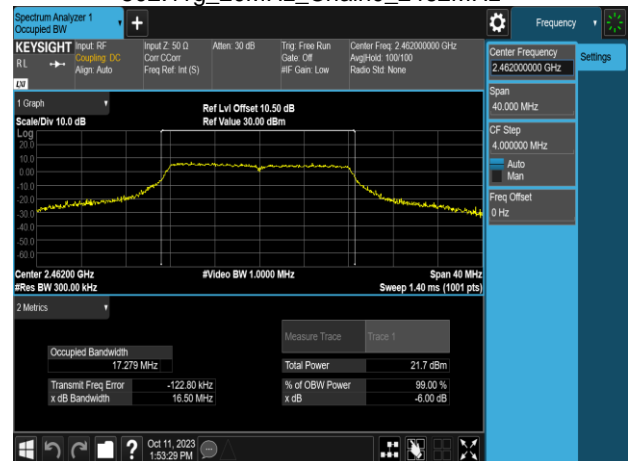 Spectrum Analyzer 1
Occupied BW
+
Frequency
KEYSIGHT
RL
LXI
Input: RF
Coupling: DC
Align: Auto
Input Z: 50 Ω
Corr CCorr
Freq Ref: Int (S)
Atten: 30 dB
Trig: Free Run
Gate: Off
#IF Gain: Low
Center Freq: 2.462000000 GHz
Avg|Hold: 100/100
Radio Std: None
Center Frequency
2.462000000 GHz
Settings
Span
40.000 MHz
CF Step
4.000000 MHz
Auto
Man
Freq Offset
0 Hz
1 Graph
Ref Lvl Offset 10.50 dB
Scale/Div 10.0 dB
Ref Value 30.00 dBm
Log
20.0
10.0
0.00
-10.0
-20.0
-30.0
-40.0
-50.0
-60.0
Center 2.46200 GHz
#Video BW 1.0000 MHz
Span 40 MHz
#Res BW 300.00 kHz
Sweep 1.40 ms (1001 pts)
2 Metrics
Measure Trace
Trace 1
Occupied Bandwidth
17.279 MHz
Total Power
21.7 dBm
Transmit Freq Error
-122.80 kHz
% of OBW Power
99.00 %
x dB Bandwidth
16.50 MHz
x dB
-6.00 dB
?
Oct 11, 2023
1:53:29 PM